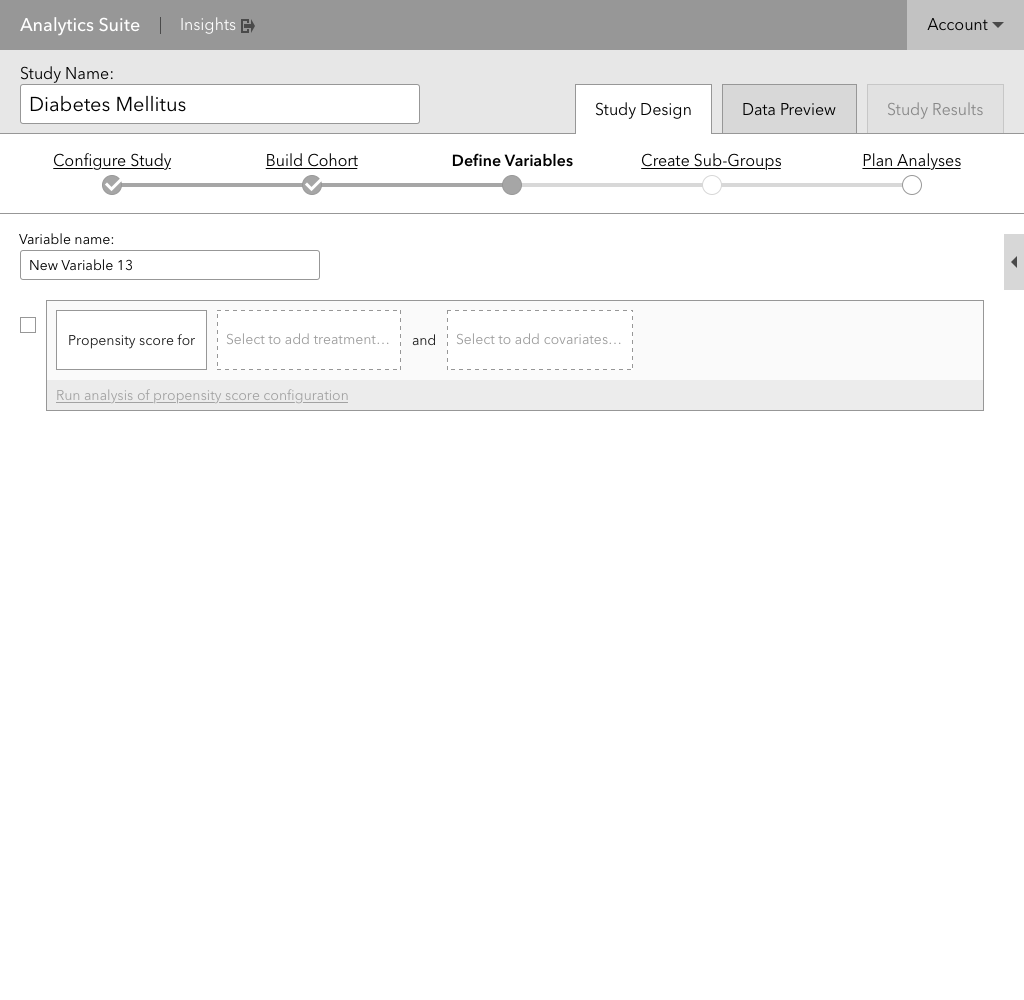 Analytics Suite | Insights Account
Study Name:
Diabetes Mellitus
Study Design Data Preview Study Results
Configure Study Build Cohort Define Variables Create Sub-Groups Plan Analyses
Variable name:
New Variable 13
Propensity score for Select to add treatment... and Select to add covariates...
Run analysis of propensity score configuration